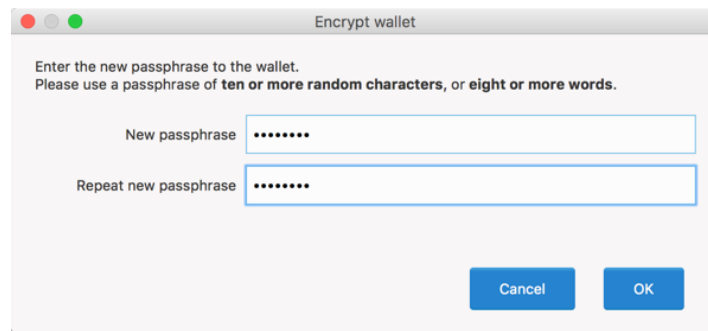 Encrypt wallet
Enter the new passphrase to the wallet.
Please use a passphrase of ten or more random characters, or eight or more words.
New passphrase ••••••••
Repeat new passphrase ••••••••
Cancel OK